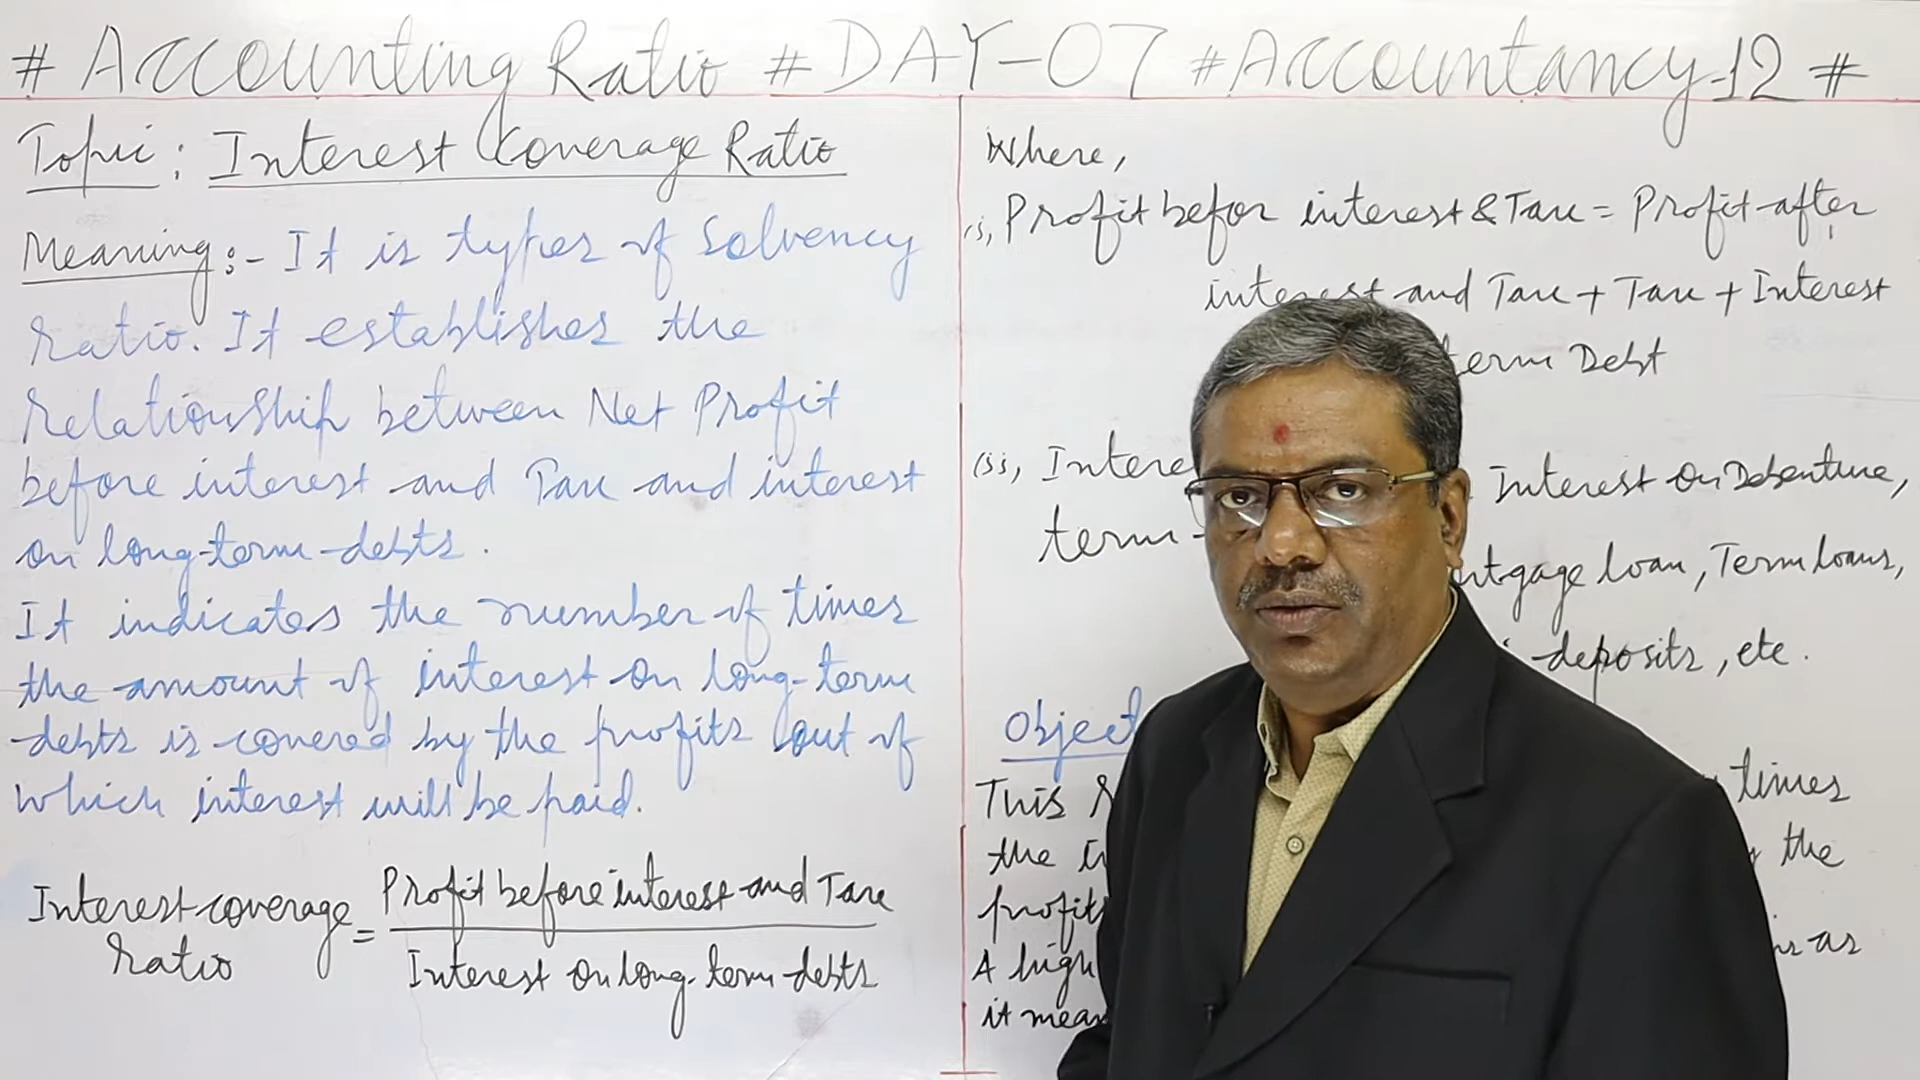 # Accounting Ratio # DAY-07 # Accountancy-12 #
Topic: Interest Coverage Ratio
Meaning:- It is types of Solvency
Ratio. It establishes the
Relationship between Net Profit
before interest and Tax and interest
on long-term-debts.
It indicates the number of times
the amount of interest on long-term
debts is covered by the profits out of
which interest will be paid.
Interest coverage ratio = Profit before interest and Tax
Interest on long-term debts
Where,
(i), Profit befor interest & Tax = Profit after
interest and Tax + Tax + Interest
term Debt
(ii), Interest on Debenture,
term-
loan, Term loans,
deposits, etc.
This times
the the
profits
A as
it